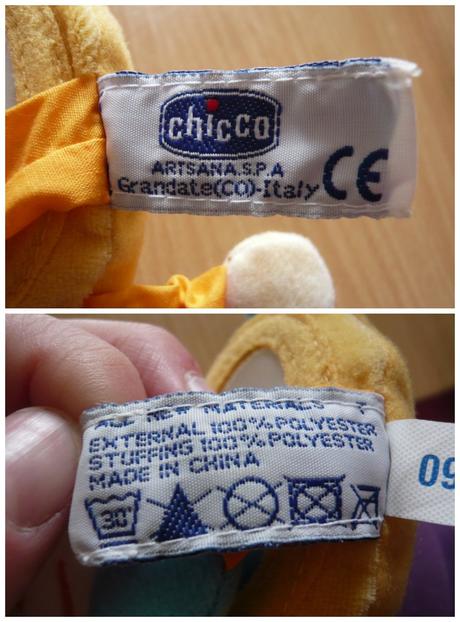 chicco
ARTSANA.S.P.A
Grandate(CO)-Italy
CE
ALL NEW MATERIALS
EXTERNAL 100% POLYESTER
STUFFING 100% POLYESTER
MADE IN CHINA
30°
09